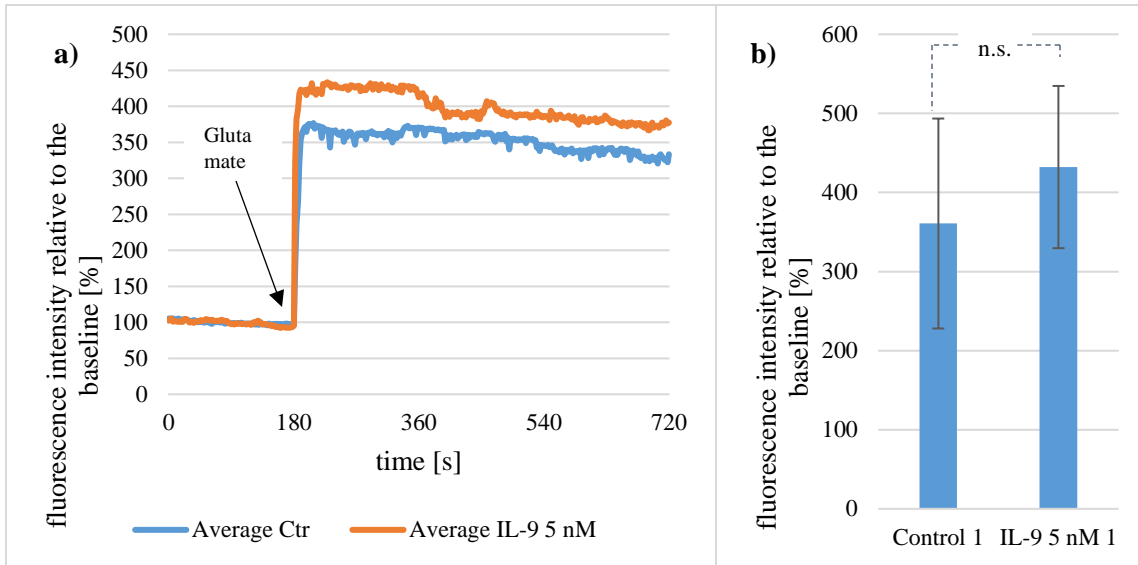 a)
fluorescence intensity relative to the
baseline [%]
500
450
400
350
300
250
200
150
100
50
0
Gluta
mate
0 180 360 540 720
time [s]
Average Ctr Average IL-9 5 nM
b)
fluorescence intensity relative to the
baseline [%]
600
500
400
300
200
100
0
n.s.
Control 1 IL-9 5 nM 1